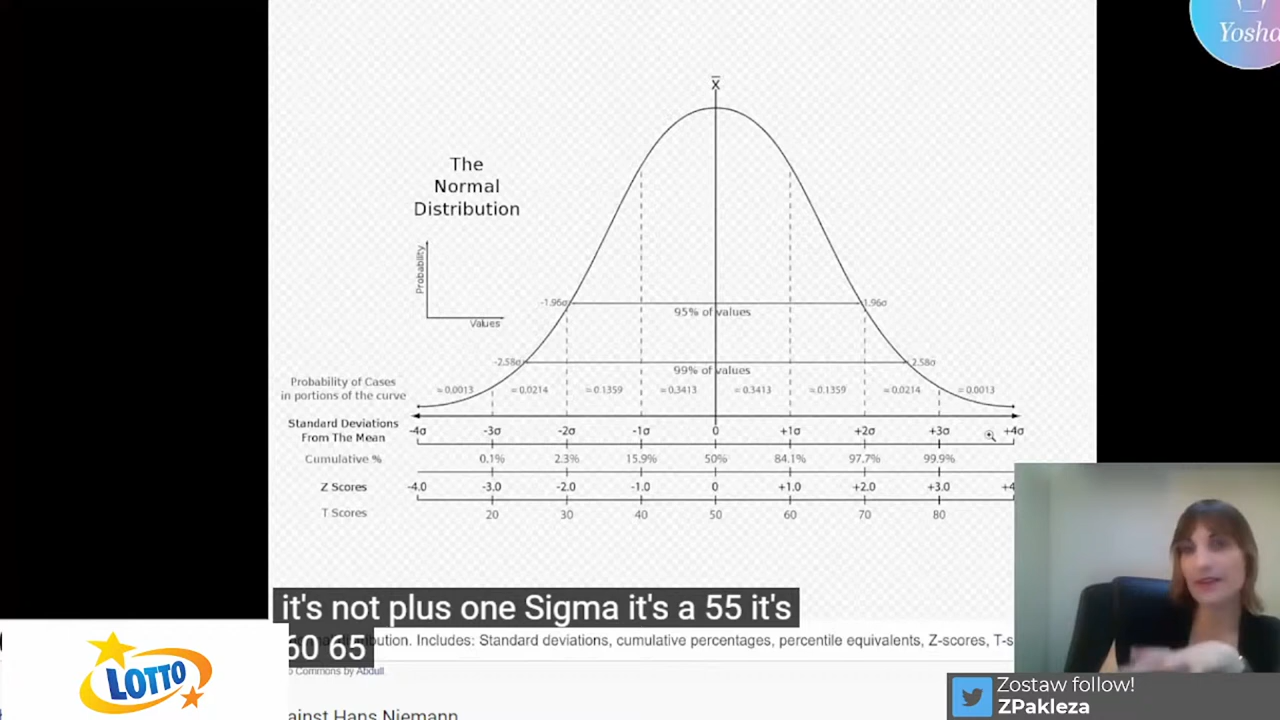 Yosha
X̄
The
Normal
Distribution
Probability
Values
-1.96σ 1.96σ
95% of values
-2.58σ 2.58σ
99% of values
Probability of Cases
in portions of the curve
≈0.0013 ≈0.0214 ≈0.1359 ≈0.3413 ≈0.3413 ≈0.1359 ≈0.0214 ≈0.0013
Standard Deviations
From The Mean
-4σ -3σ -2σ -1σ 0 +1σ +2σ +3σ +4σ
Cumulative % 0.1% 2.3% 15.9% 50% 84.1% 97.7% 99.9%
Z Scores -4.0 -3.0 -2.0 -1.0 0 +1.0 +2.0 +3.0 +4
T Scores 20 30 40 50 60 70 80
it's not plus one Sigma it's a 55 it's
60 65
Includes: Standard deviations, cumulative percentages, percentile equivalents, Z-scores, T-s
Commons by Abdull
ainst Hans Niemann
LOTTO
Zostaw follow!
ZPakleza